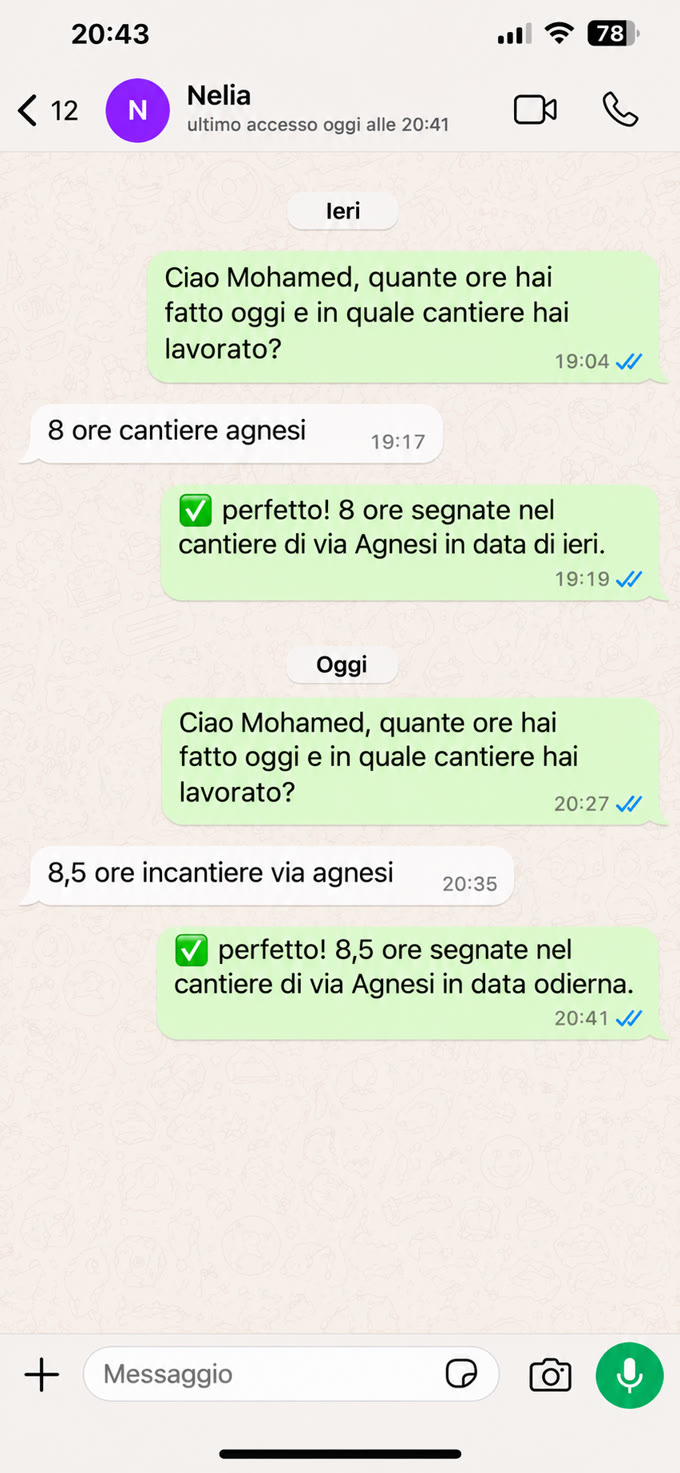 20:43
78
12
N
Nelia
ultimo accesso oggi alle 20:41
Ieri
Ciao Mohamed, quante ore hai
fatto oggi e in quale cantiere hai
lavorato?
19:04
8 ore cantiere agnesi
19:17
✅ perfetto! 8 ore segnate nel
cantiere di via Agnesi in data di ieri.
19:19
Oggi
Ciao Mohamed, quante ore hai
fatto oggi e in quale cantiere hai
lavorato?
20:27
8,5 ore incantiere via agnesi
20:35
✅ perfetto! 8,5 ore segnate nel
cantiere di via Agnesi in data odierna.
20:41
Messaggio